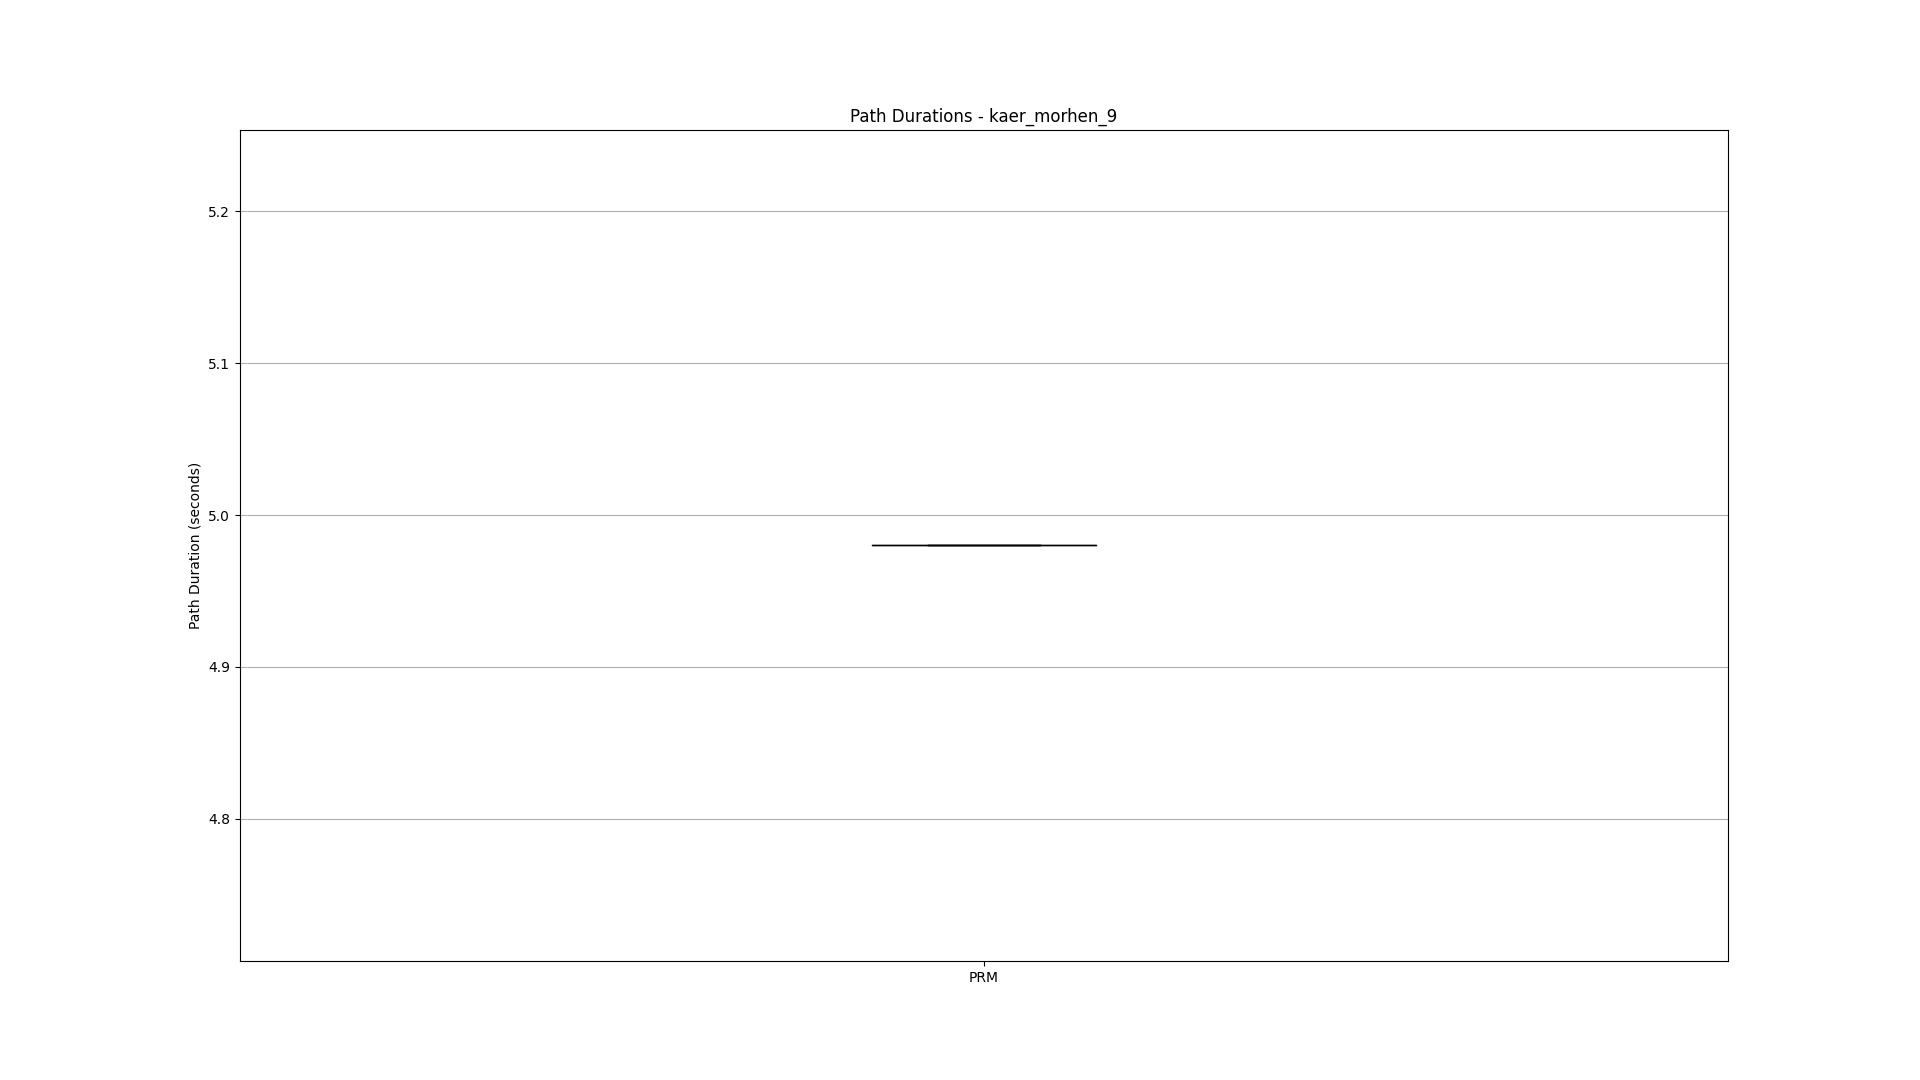 Path Durations - kaer_morhen_9
5.2
5.1
5.0
4.9
4.8
Path Duration (seconds)
PRM